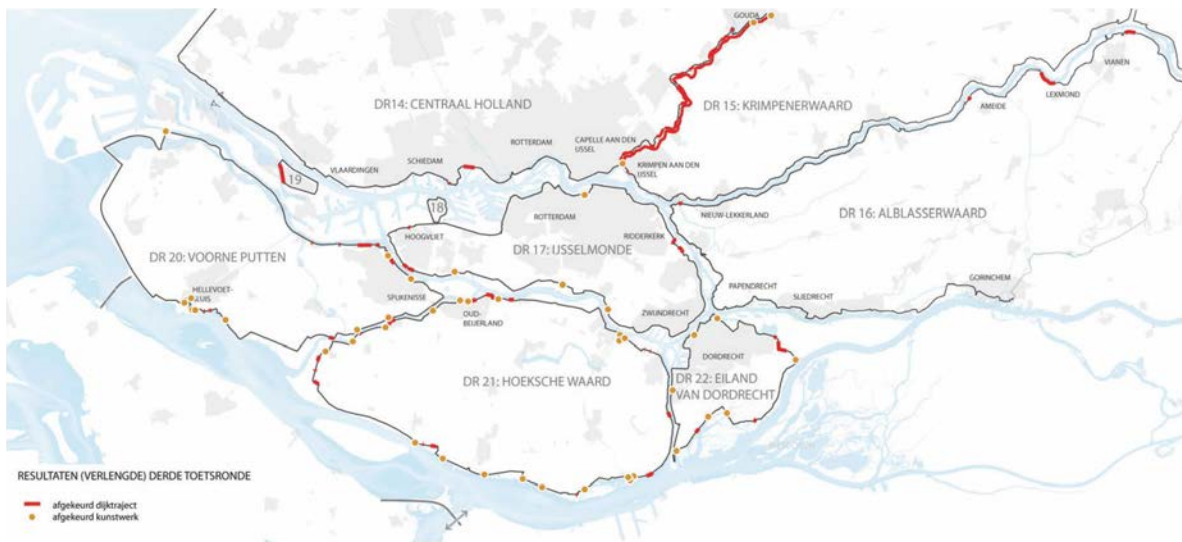 GOUDA
VIANEN
LEXMOND
AMEIDE
DR14: CENTRAAL HOLLAND
DR 15: KRIMPENERWAARD
ROTTERDAM
CAPELLE AAN DEN
IJSSEL
SCHIEDAM
VLAARDINGEN
KRIMPEN AAN DEN
IJSSEL
19
18
NIEUW-LEKKERLAND
DR 16: ALBLASSERWAARD
ROTTERDAM
HOOGVLIET
RIDDERKERK
DR 17: IJSSELMONDE
DR 20: VOORNE PUTTEN
GORINCHEM
PAPENDRECHT
SLIEDRECHT
HELLEVOET-
SLUIS
SPIJKENISSE
OUD-
BEIJERLAND
ZWIJNDRECHT
DORDRECHT
DR 21: HOEKSCHE WAARD
DR 22: EILAND
VAN DORDRECHT
RESULTATEN (VERLENGDE) DERDE TOETSRONDE
afgekeurd dijktraject
afgekeurd kunstwerk